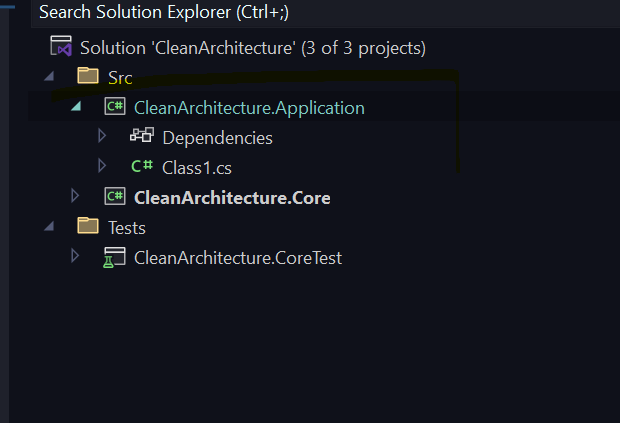 Search Solution Explorer (Ctrl+;)
Solution 'CleanArchitecture' (3 of 3 projects)
Src
C# CleanArchitecture.Application
Dependencies
C# Class1.cs
C# CleanArchitecture.Core
Tests
CleanArchitecture.CoreTest